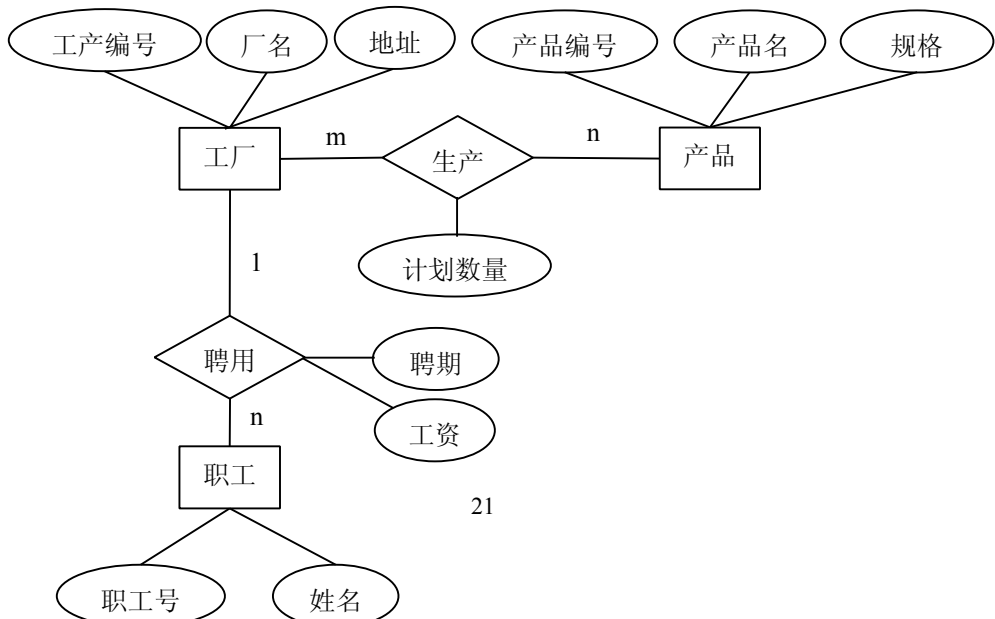 工产编号
厂名
地址
产品编号
产品名
规格
工厂
m
生产
n
产品
计划数量
1
聘用
聘期
n
工资
职工
21
职工号
姓名